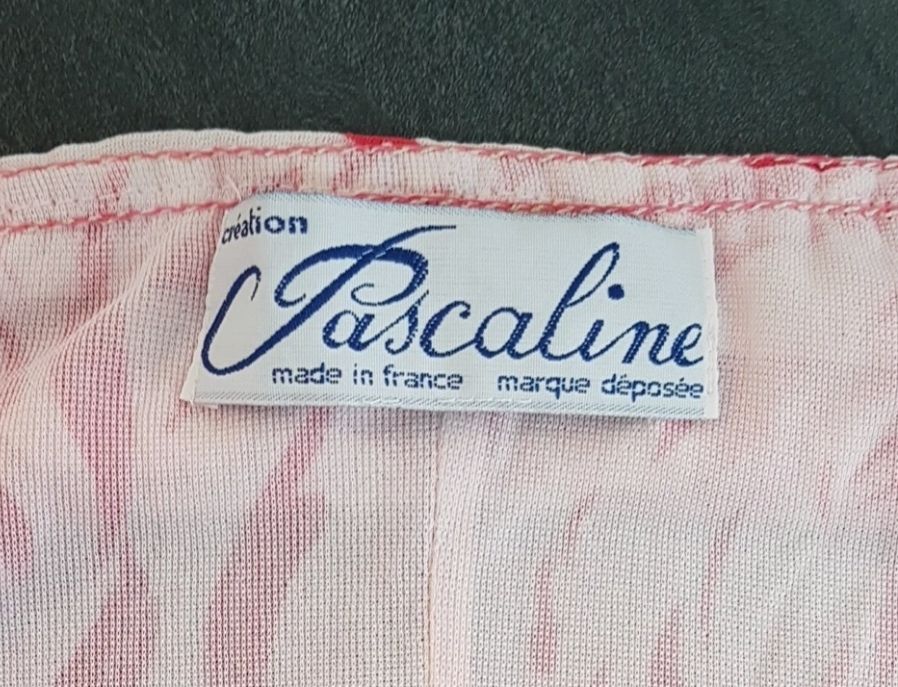 création
Pascaline
made in france marque déposée